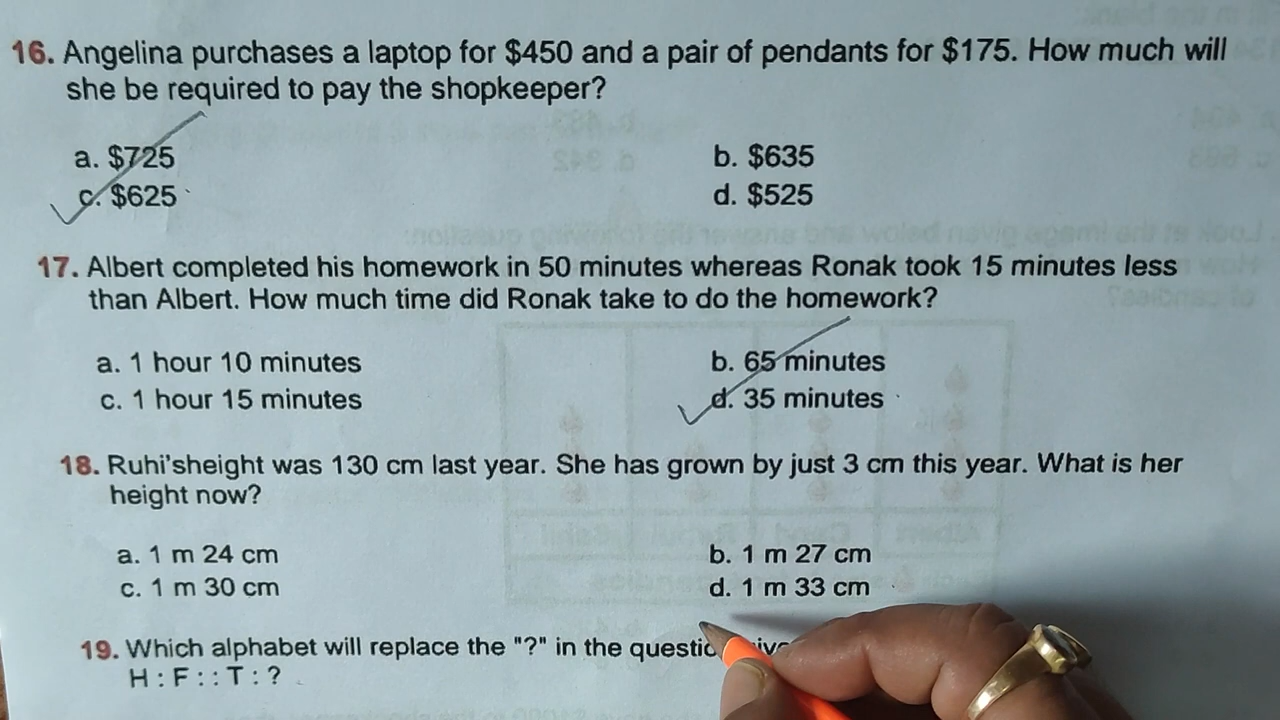 16. Angelina purchases a laptop for $450 and a pair of pendants for $175. How much will
she be required to pay the shopkeeper?
a. $725 b. $635
c. $625 d. $525
17. Albert completed his homework in 50 minutes whereas Ronak took 15 minutes less
than Albert. How much time did Ronak take to do the homework?
a. 1 hour 10 minutes b. 65 minutes
c. 1 hour 15 minutes d. 35 minutes
18. Ruhi'sheight was 130 cm last year. She has grown by just 3 cm this year. What is her
height now?
a. 1 m 24 cm b. 1 m 27 cm
c. 1 m 30 cm d. 1 m 33 cm
19. Which alphabet will replace the "?" in the
H : F : : T : ?